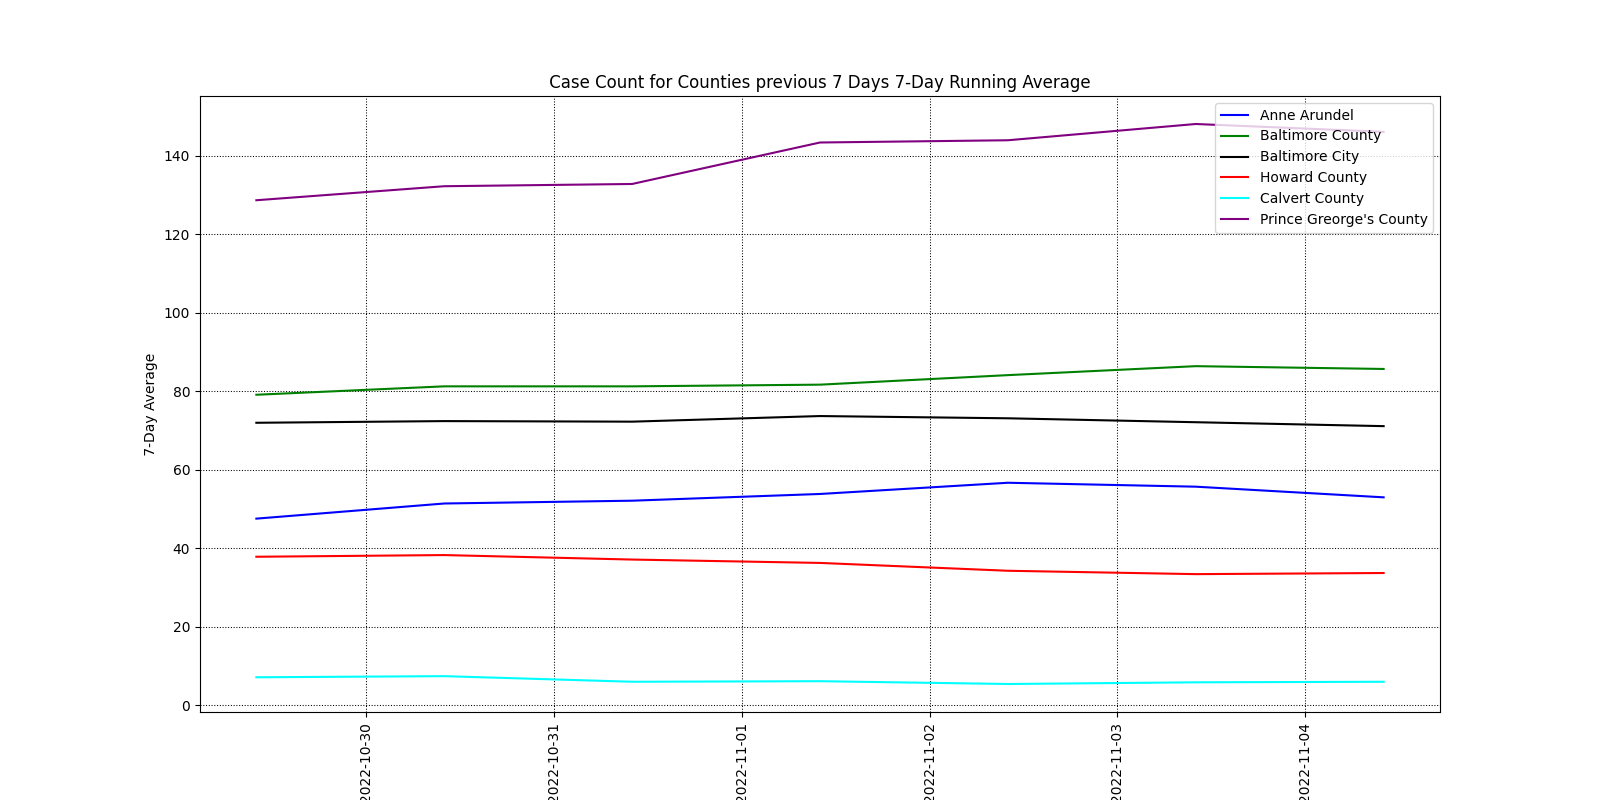 Case Count for Counties previous 7 Days 7-Day Running Average
Anne Arundel
Baltimore County
Baltimore City
Howard County
Calvert County
Prince Greorge's County
7-Day Average
140
120
100
80
60
40
20
0
2022-10-30
2022-10-31
2022-11-01
2022-11-02
2022-11-03
2022-11-04